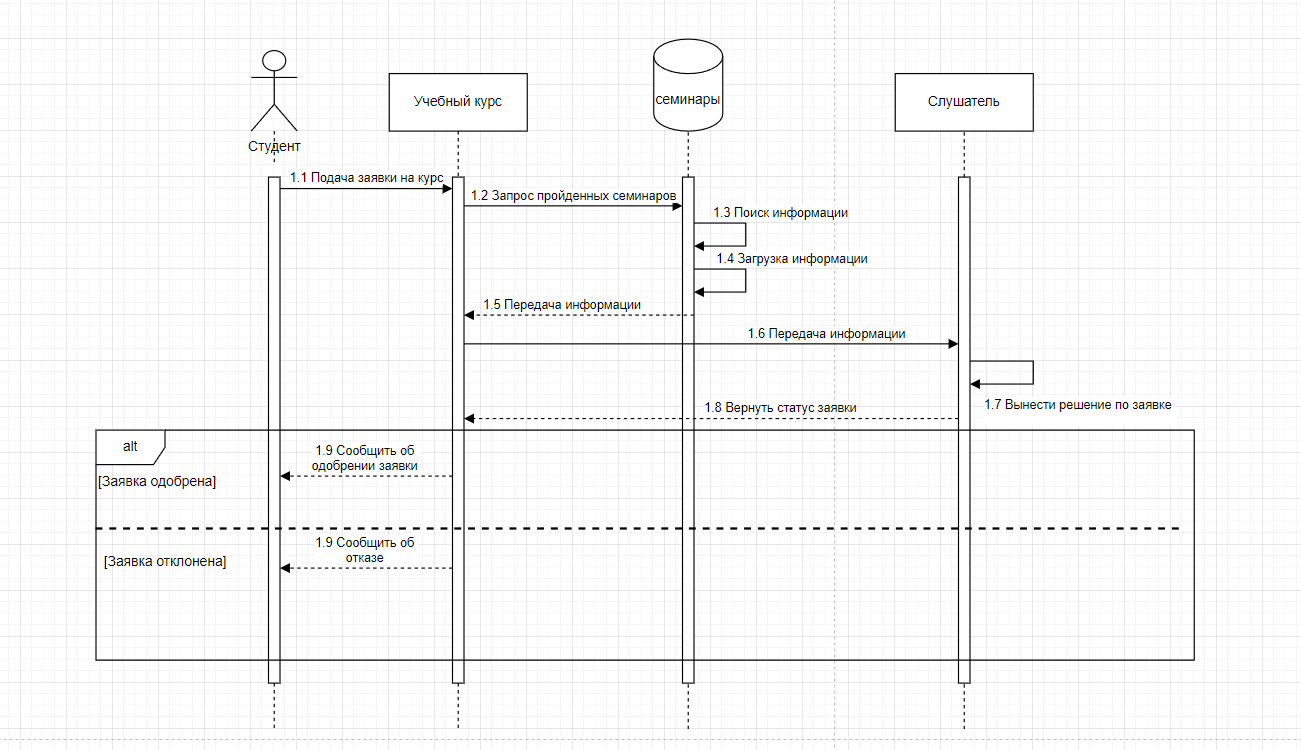 Студент
Учебный курс
семинары
Слушатель
1.1 Подача заявки на курс
1.2 Запрос пройденных семинаров
1.3 Поиск информации
1.4 Загрузка информации
1.5 Передача информации
1.6 Передача информации
1.7 Вынести решение по заявке
1.8 Вернуть статус заявки
alt
[Заявка одобрена]
1.9 Сообщить об
одобрении заявки
[Заявка отклонена]
1.9 Сообщить об
отказе